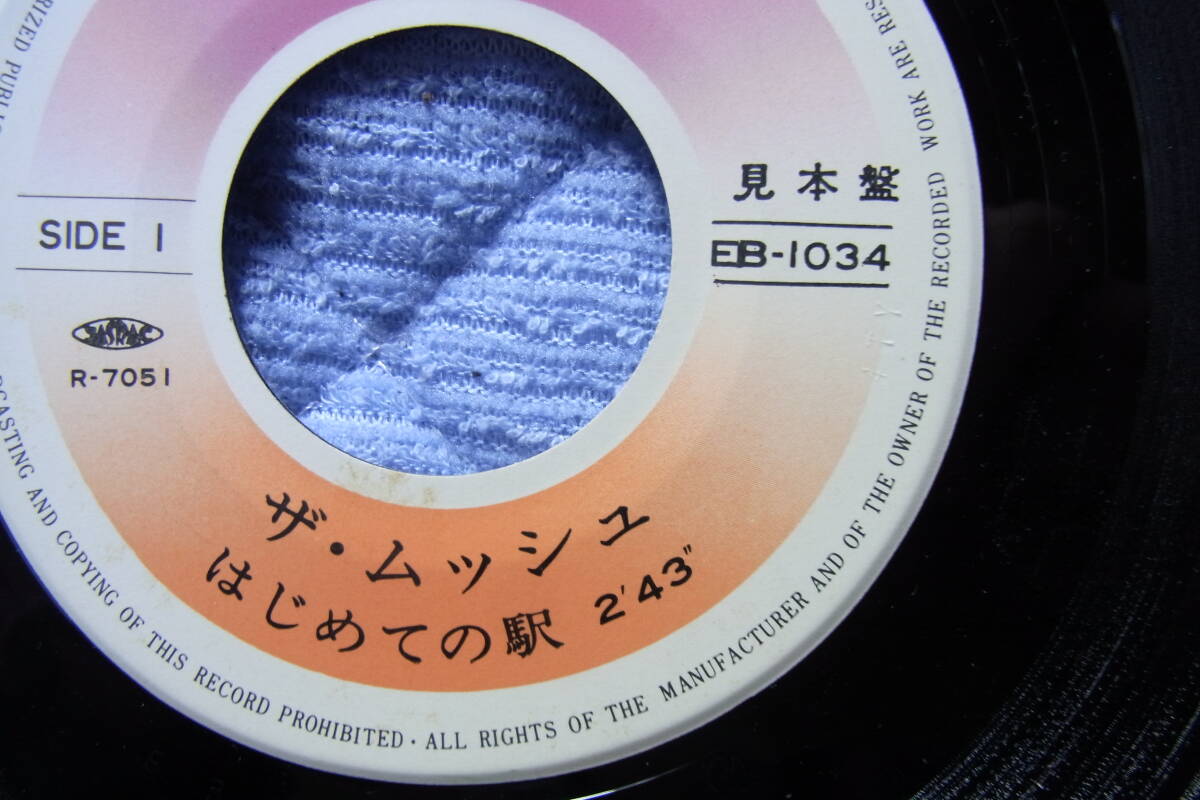 見本盤
SIDE 1
EB-1034
JASRAC
R-7051
ザ・ムッシュ
はじめての駅 2'43"
WORK ARE RES
CASTING AND COPYING OF THIS RECORD PROHIBITED・ALL RIGHTS OF THE MANUFACTURER AND OF THE OWNER OF THE RECORDED